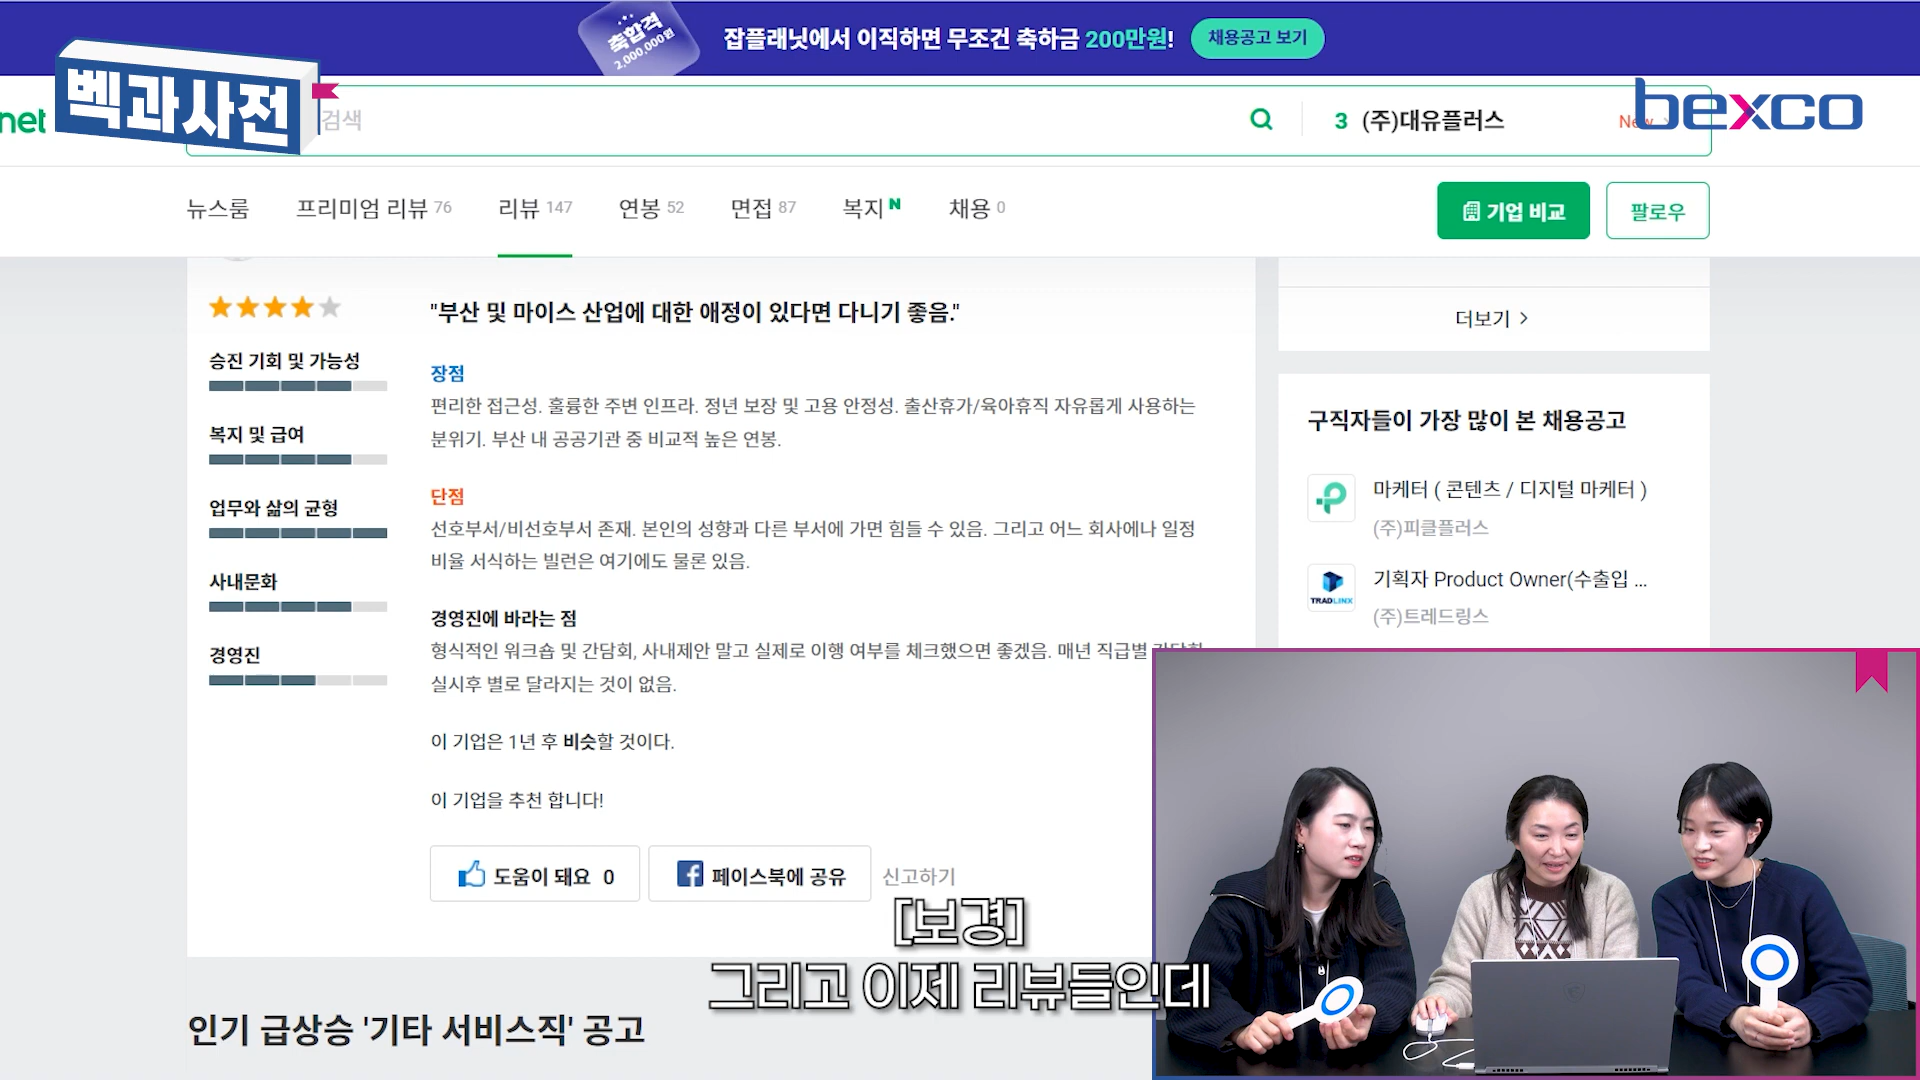 축합격
2,000,000원
잡플래닛에서 이직하면 무조건 축하금 200만원!
채용공고 보기
벡과사전
bexco
net
검색
3 (주)대유플러스
New
뉴스룸
프리미엄 리뷰 76
리뷰 147
연봉 52
면접 87
복지 N
채용 0
기업 비교
팔로우
"부산 및 마이스 산업에 대한 애정이 있다면 다니기 좋음."
승진 기회 및 가능성
복지 및 급여
업무와 삶의 균형
사내문화
경영진
장점
편리한 접근성. 훌륭한 주변 인프라. 정년 보장 및 고용 안정성. 출산휴가/육아휴직 자유롭게 사용하는
분위기. 부산 내 공공기관 중 비교적 높은 연봉.
단점
선호부서/비선호부서 존재. 본인의 성향과 다른 부서에 가면 힘들 수 있음. 그리고 어느 회사에나 일정
비율 서식하는 빌런은 여기에도 물론 있음.
경영진에 바라는 점
형식적인 워크숍 및 간담회, 사내제안 말고 실제로 이행 여부를 체크했으면 좋겠음. 매년 직급별
실시후 별로 달라지는 것이 없음.
이 기업은 1년 후 비슷할 것이다.
이 기업을 추천 합니다!
도움이 돼요 0
페이스북에 공유
신고하기
더보기
구직자들이 가장 많이 본 채용공고
마케터 ( 콘텐츠 / 디지털 마케터 )
(주)피클플러스
TRADLINX
기획자 Product Owner(수출입 ...
(주)트레드링스
[보경]
그리고 이제 리뷰들인데
인기 급상승 '기타 서비스직' 공고